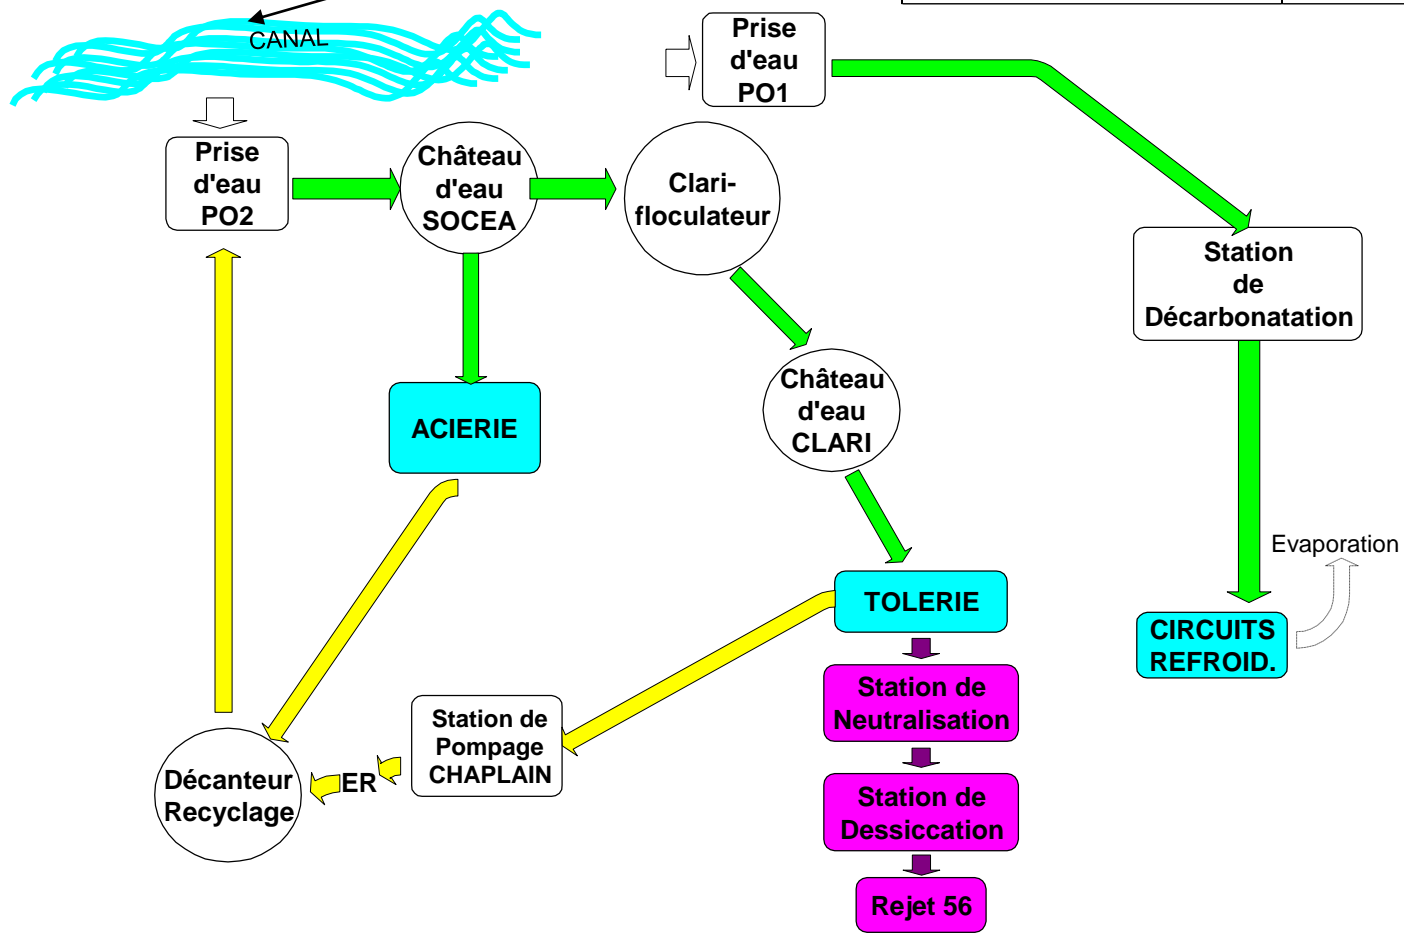 CANAL
Prise
d'eau
PO1
Prise
d'eau
PO2
Château
d'eau
SOCEA
Clari-
floculateur
Station
de
Décarbonatation
Château
d'eau
CLARI
ACIERIE
Evaporation
TOLERIE
CIRCUITS
REFROID.
Station de
Neutralisation
Station de
Pompage
CHAPLAIN
ER
Décanteur
Recyclage
Station de
Dessiccation
Rejet 56